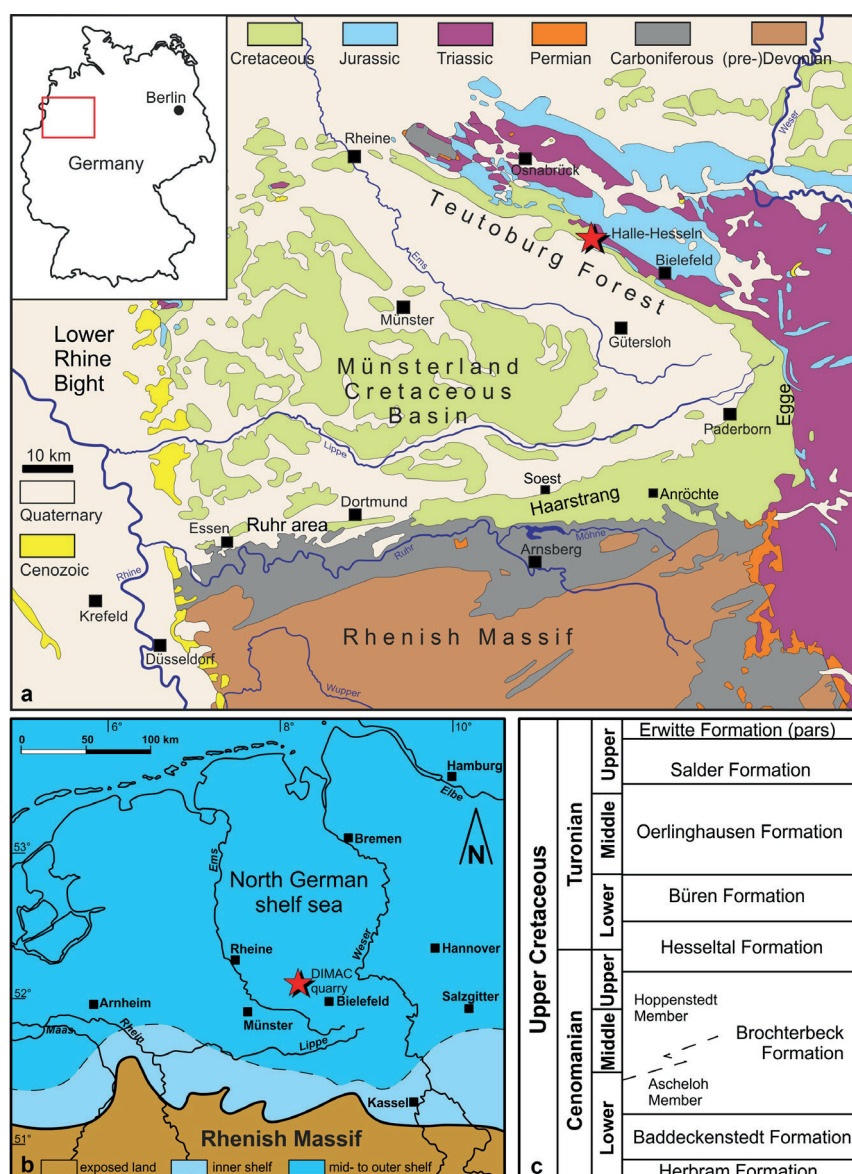 Cretaceous
Jurassic
Triassic
Permian
Carboniferous
(pre-)Devonian
Berlin
Germany
Weser
Rheine
Osnabrück
Teutoburg Forest
Halle-Hesseln
Ems
Bielefeld
Münster
Gütersloh
Lower
Rhine
Bight
Münsterland
Cretaceous
Basin
Egge
Paderborn
Lippe
10 km
Quaternary
Cenozoic
Soest
Haarstrang
Anröchte
Dortmund
Essen
Ruhr area
Möhne
Arnsberg
Ruhr
Rhine
Krefeld
Rhenish Massif
Düsseldorf
Wupper
a
6°
8°
10°
0 50 100 km
Hamburg
Elbe
N
Bremen
53°
Ems
North German
shelf sea
Weser
Rheine
Hannover
DIMAC
quarry
52°
Arnheim
Bielefeld
Salzgitter
Münster
Maas
Rhein
Lippe
Kassel
51°
Rhenish Massif
b
exposed land
inner shelf
mid- to outer shelf
Upper Cretaceous
Turonian
Cenomanian
Upper
Middle
Lower
Upper
Middle
Lower
Erwitte Formation (pars)
Salder Formation
Oerlinghausen Formation
Büren Formation
Hesseltal Formation
Hoppenstedt
Member
Brochterbeck
Formation
Ascheloh
Member
Baddeckenstedt Formation
Herbram Formation
c